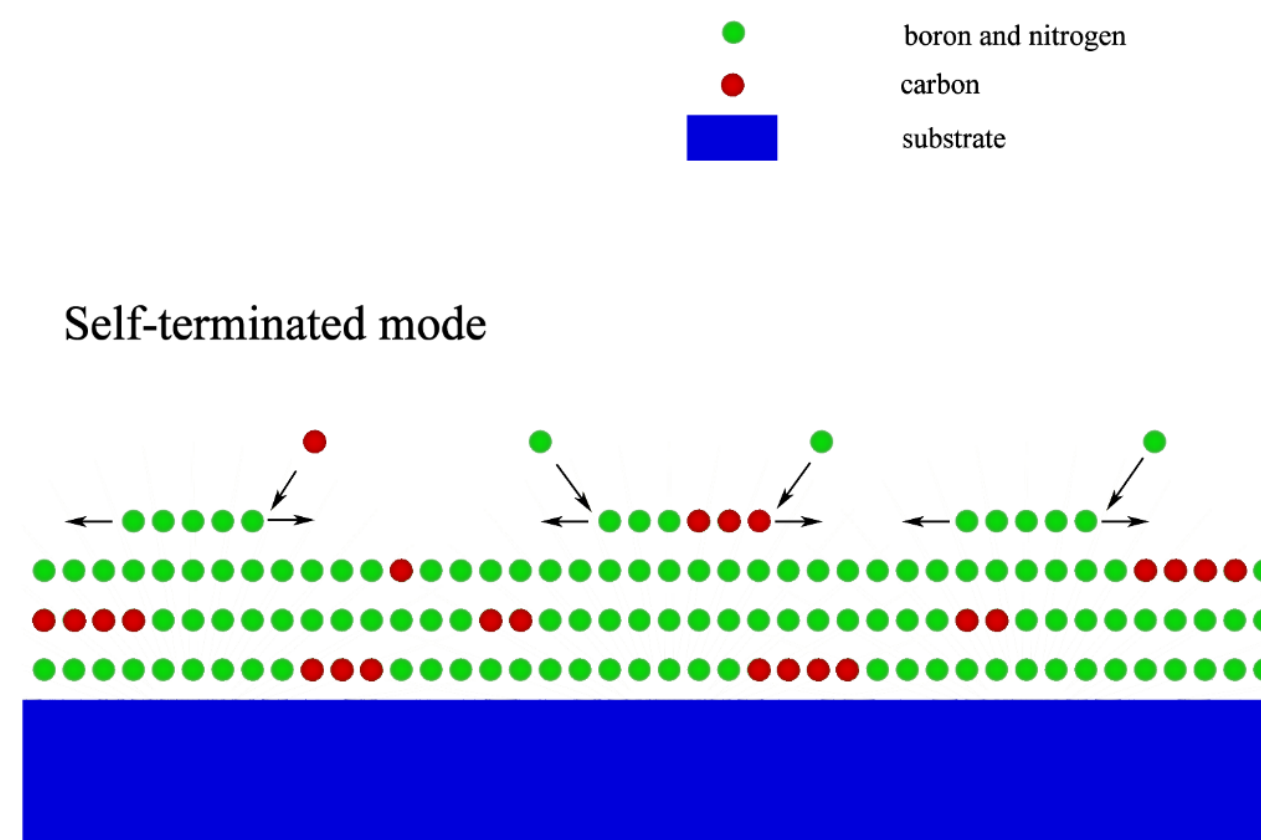 boron and nitrogen
carbon
substrate
Self-terminated mode